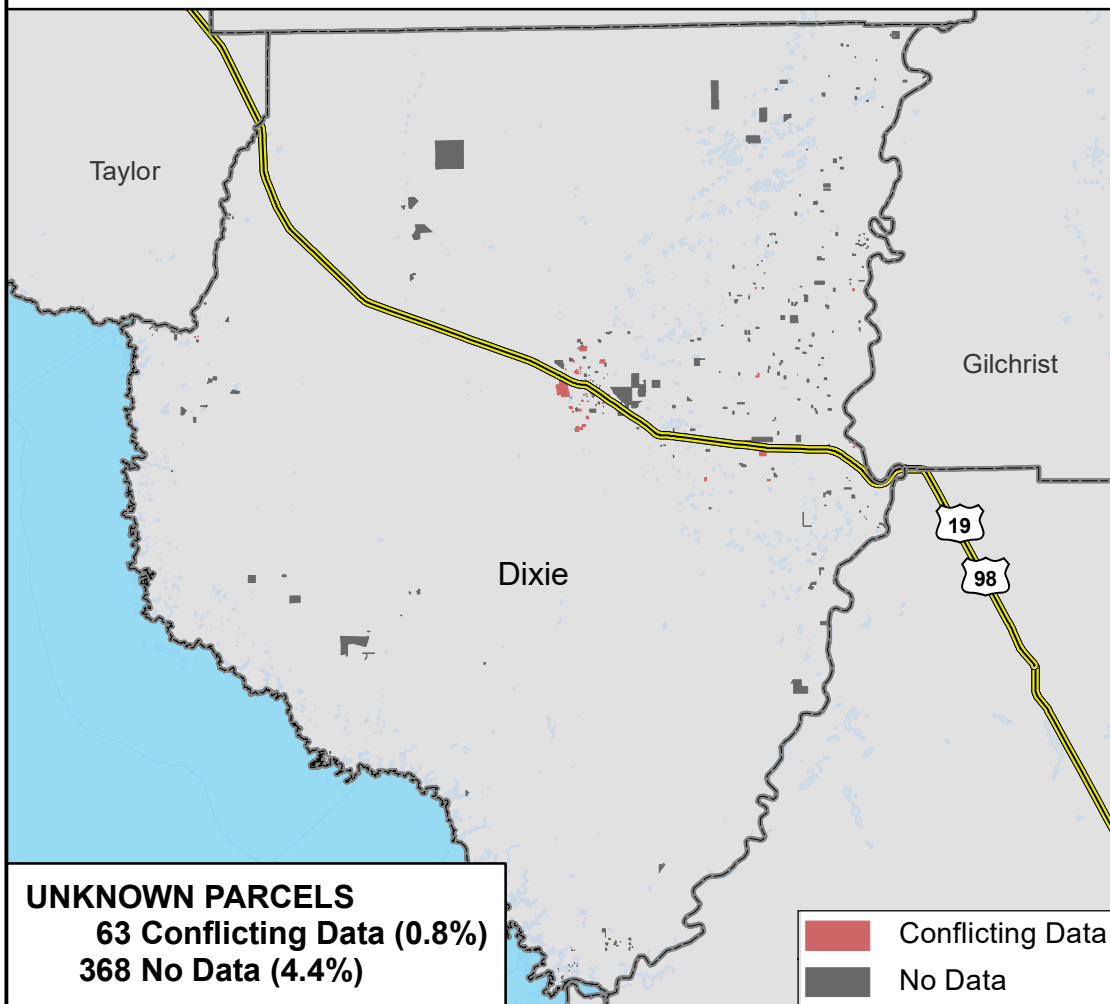 Taylor
Gilchrist
19
98
Dixie
UNKNOWN PARCELS
63 Conflicting Data (0.8%)
368 No Data (4.4%)
Conflicting Data
No Data